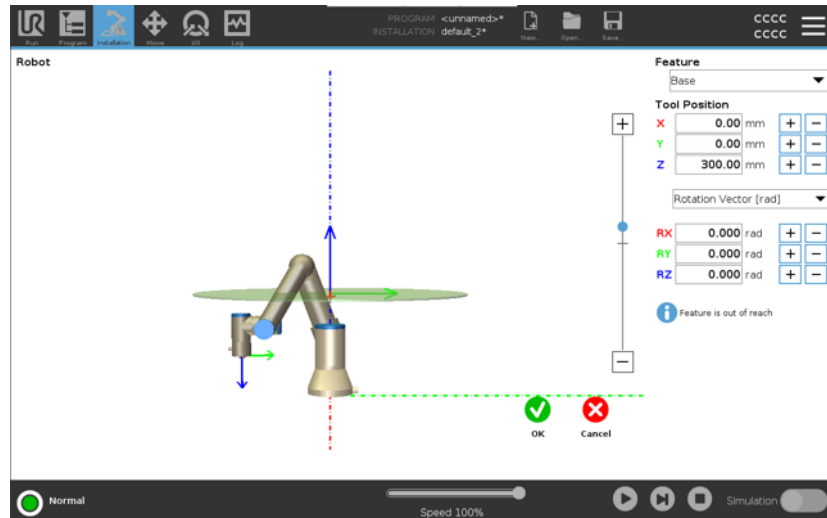 PROGRAM <unnamed>*
INSTALLATION default_2*
UR
Run
Program
Installation
Move
I/O
Log
New...
Open...
Save...
cccc
cccc
Robot
Feature
Base
Tool Position
X 0.00 mm + −
Y 0.00 mm + −
Z 300.00 mm + −
Rotation Vector [rad]
RX 0.000 rad + −
RY 0.000 rad + −
RZ 0.000 rad + −
i Feature is out of reach
+
−
OK
Cancel
Normal
Speed 100%
Simulation